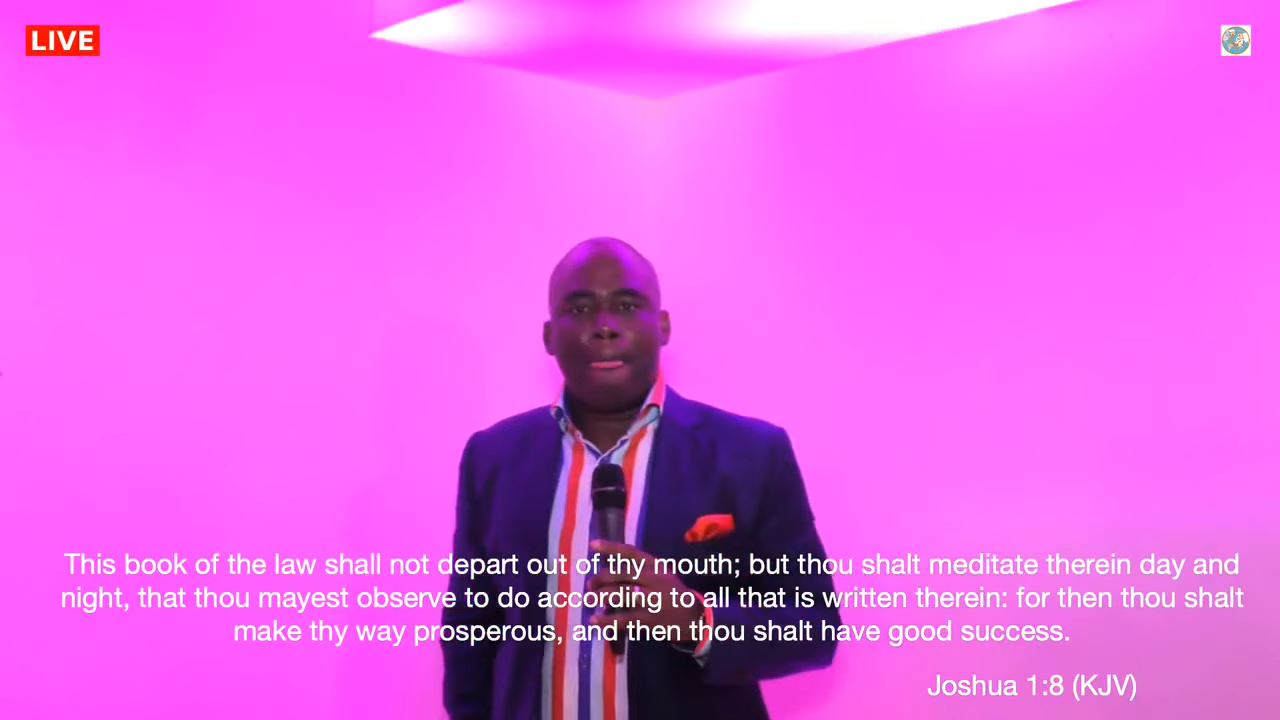 LIVE
This book of the law shall not depart out of thy mouth; but thou shalt meditate therein day and
night, that thou mayest observe to do according to all that is written therein: for then thou shalt
make thy way prosperous, and then thou shalt have good success.
Joshua 1:8 (KJV)